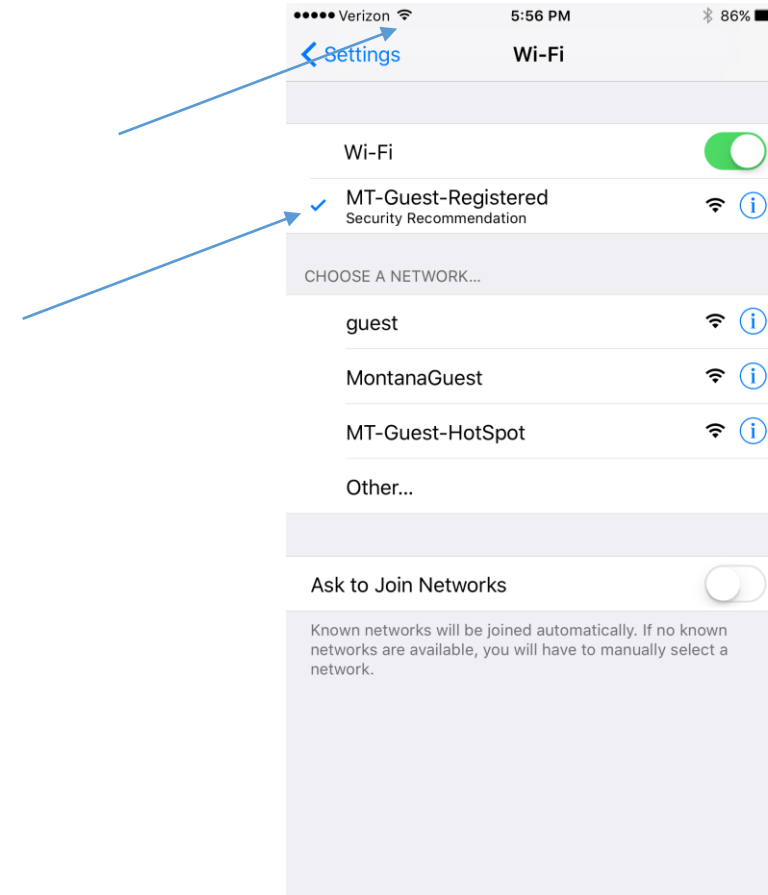 Verizon 5:56 PM 86%
Settings Wi-Fi
Wi-Fi
MT-Guest-Registered
Security Recommendation
CHOOSE A NETWORK...
guest
MontanaGuest
MT-Guest-HotSpot
Other...
Ask to Join Networks
Known networks will be joined automatically. If no known
networks are available, you will have to manually select a
network.